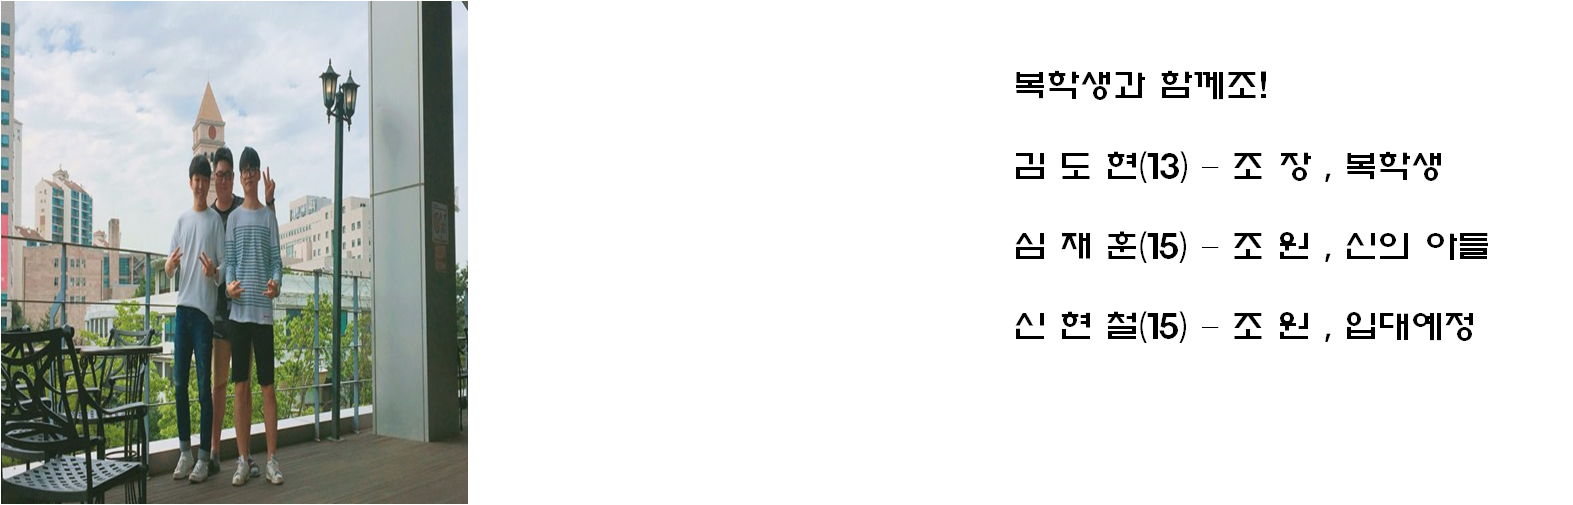 복학생과 함께조!
김 도 현(13) – 조 장 , 복학생
심 재 훈(15) – 조 원 , 신의 아들
신 현 철(15) – 조 원 , 입대예정